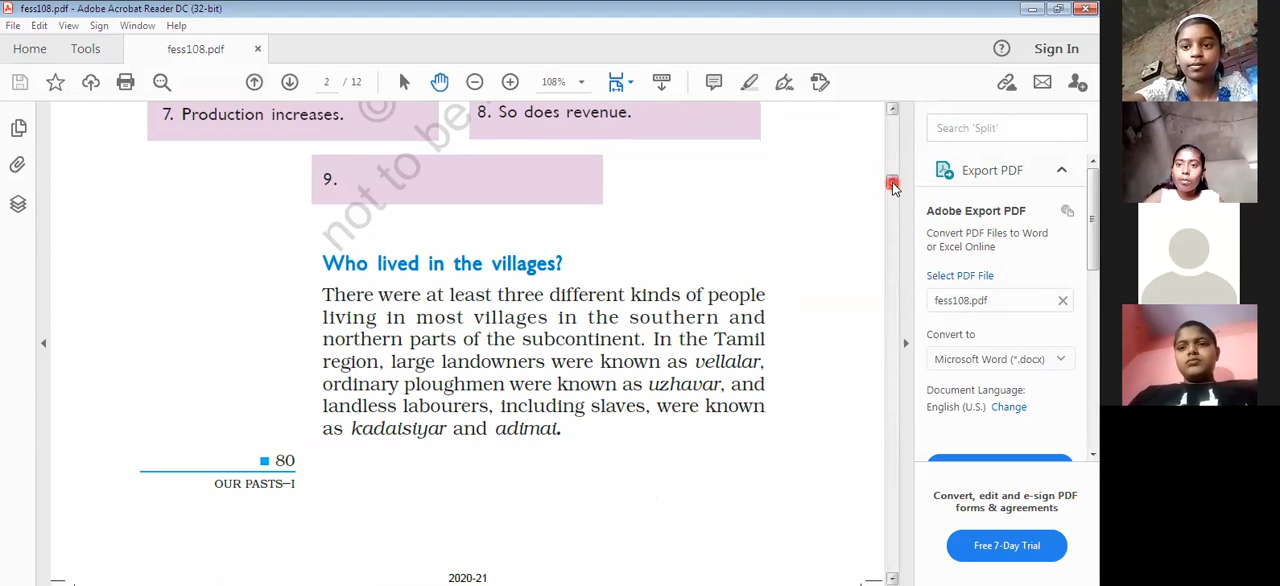 fess108.pdf - Adobe Acrobat Reader DC (32-bit)
File Edit View Sign Window Help
Home Tools fess108.pdf × Sign In
2 / 12 108%
7. Production increases.
8. So does revenue.
9.
not to be
Who lived in the villages?
There were at least three different kinds of people
living in most villages in the southern and
northern parts of the subcontinent. In the Tamil
region, large landowners were known as vellalar,
ordinary ploughmen were known as uzhavar, and
landless labourers, including slaves, were known
as kadaisiyar and adimai.
80
OUR PASTS–I
2020-21
Search 'Split'
Export PDF
Adobe Export PDF
Convert PDF Files to Word
or Excel Online
Select PDF File
fess108.pdf
Convert to
Microsoft Word (*.docx)
Document Language:
English (U.S.) Change
Convert, edit and e-sign PDF
forms & agreements
Free 7-Day Trial